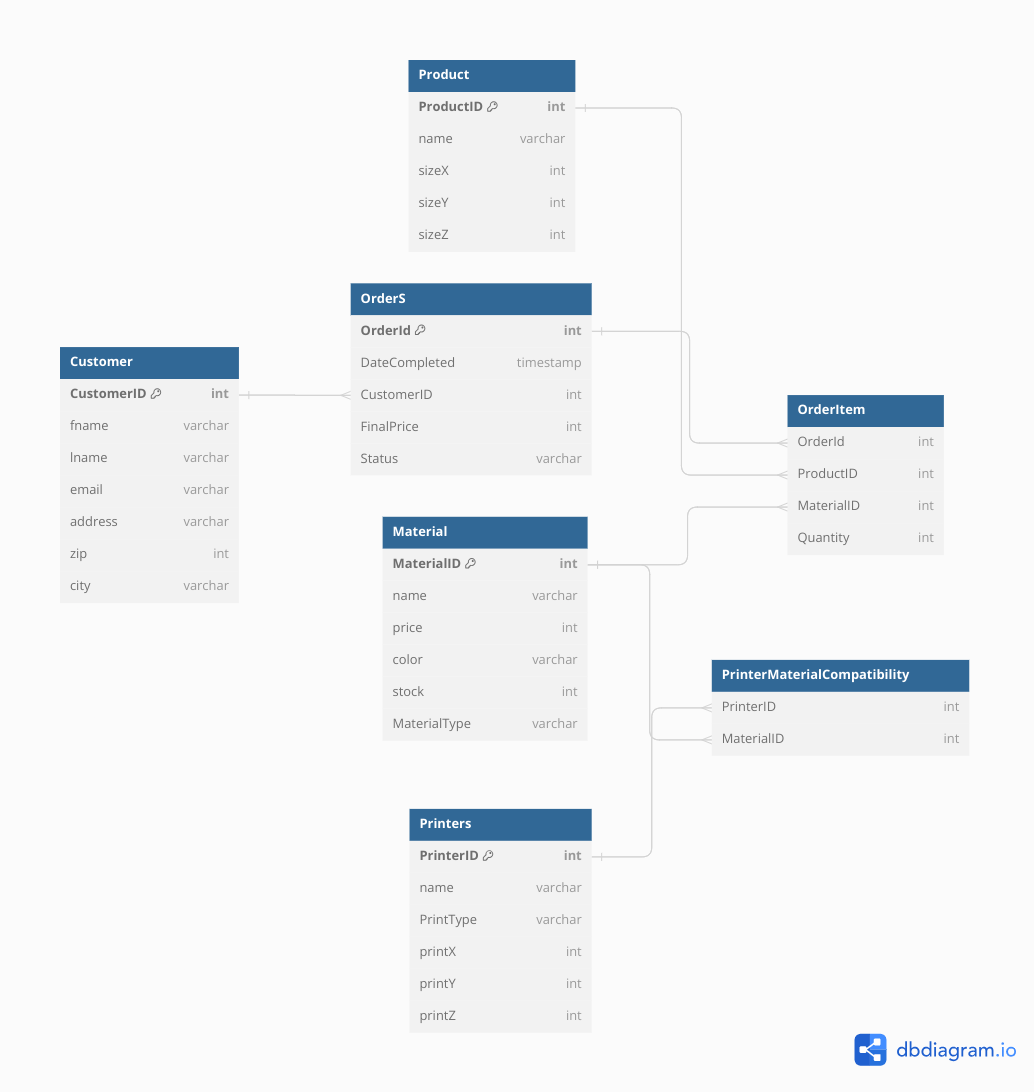 Product
ProductID int
name varchar
sizeX int
sizeY int
sizeZ int
OrderS
OrderId int
DateCompleted timestamp
CustomerID int
FinalPrice int
Status varchar
Customer
CustomerID int
fname varchar
lname varchar
email varchar
address varchar
zip int
city varchar
OrderItem
OrderId int
ProductID int
MaterialID int
Quantity int
Material
MaterialID int
name varchar
price int
color varchar
stock int
MaterialType varchar
PrinterMaterialCompatibility
PrinterID int
MaterialID int
Printers
PrinterID int
name varchar
PrintType varchar
printX int
printY int
printZ int
dbdiagram.io